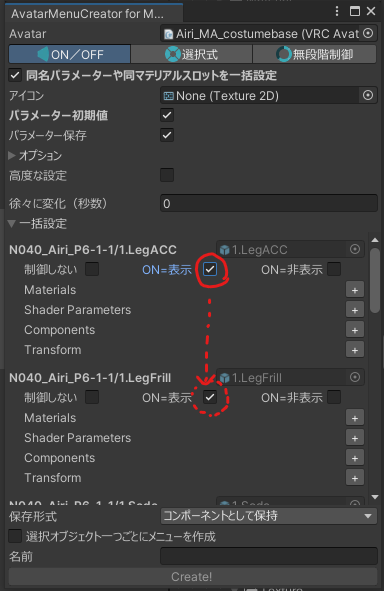 AvatarMenuCreator for M...
Avatar Airi_MA_costumebase (VRC Avat
ON／OFF 選択式 無段階制御
同名パラメーターや同マテリアルスロットを一括設定
アイコン None (Texture 2D)
パラメーター初期値
パラメーター保存
オプション
高度な設定
徐々に変化（秒数） 0
一括設定
N040_Airi_P6-1-1/1.LegACC 1.LegACC
制御しない ON=表示 ON=非表示
Materials +
Shader Parameters +
Components +
Transform +
N040_Airi_P6-1-1/1.LegFrill 1.LegFrill
制御しない ON=表示 ON=非表示
Materials +
Shader Parameters +
Components +
Transform +
保存形式 コンポーネントとして保持
選択オブジェクト一つごとにメニューを作成
名前
Create!